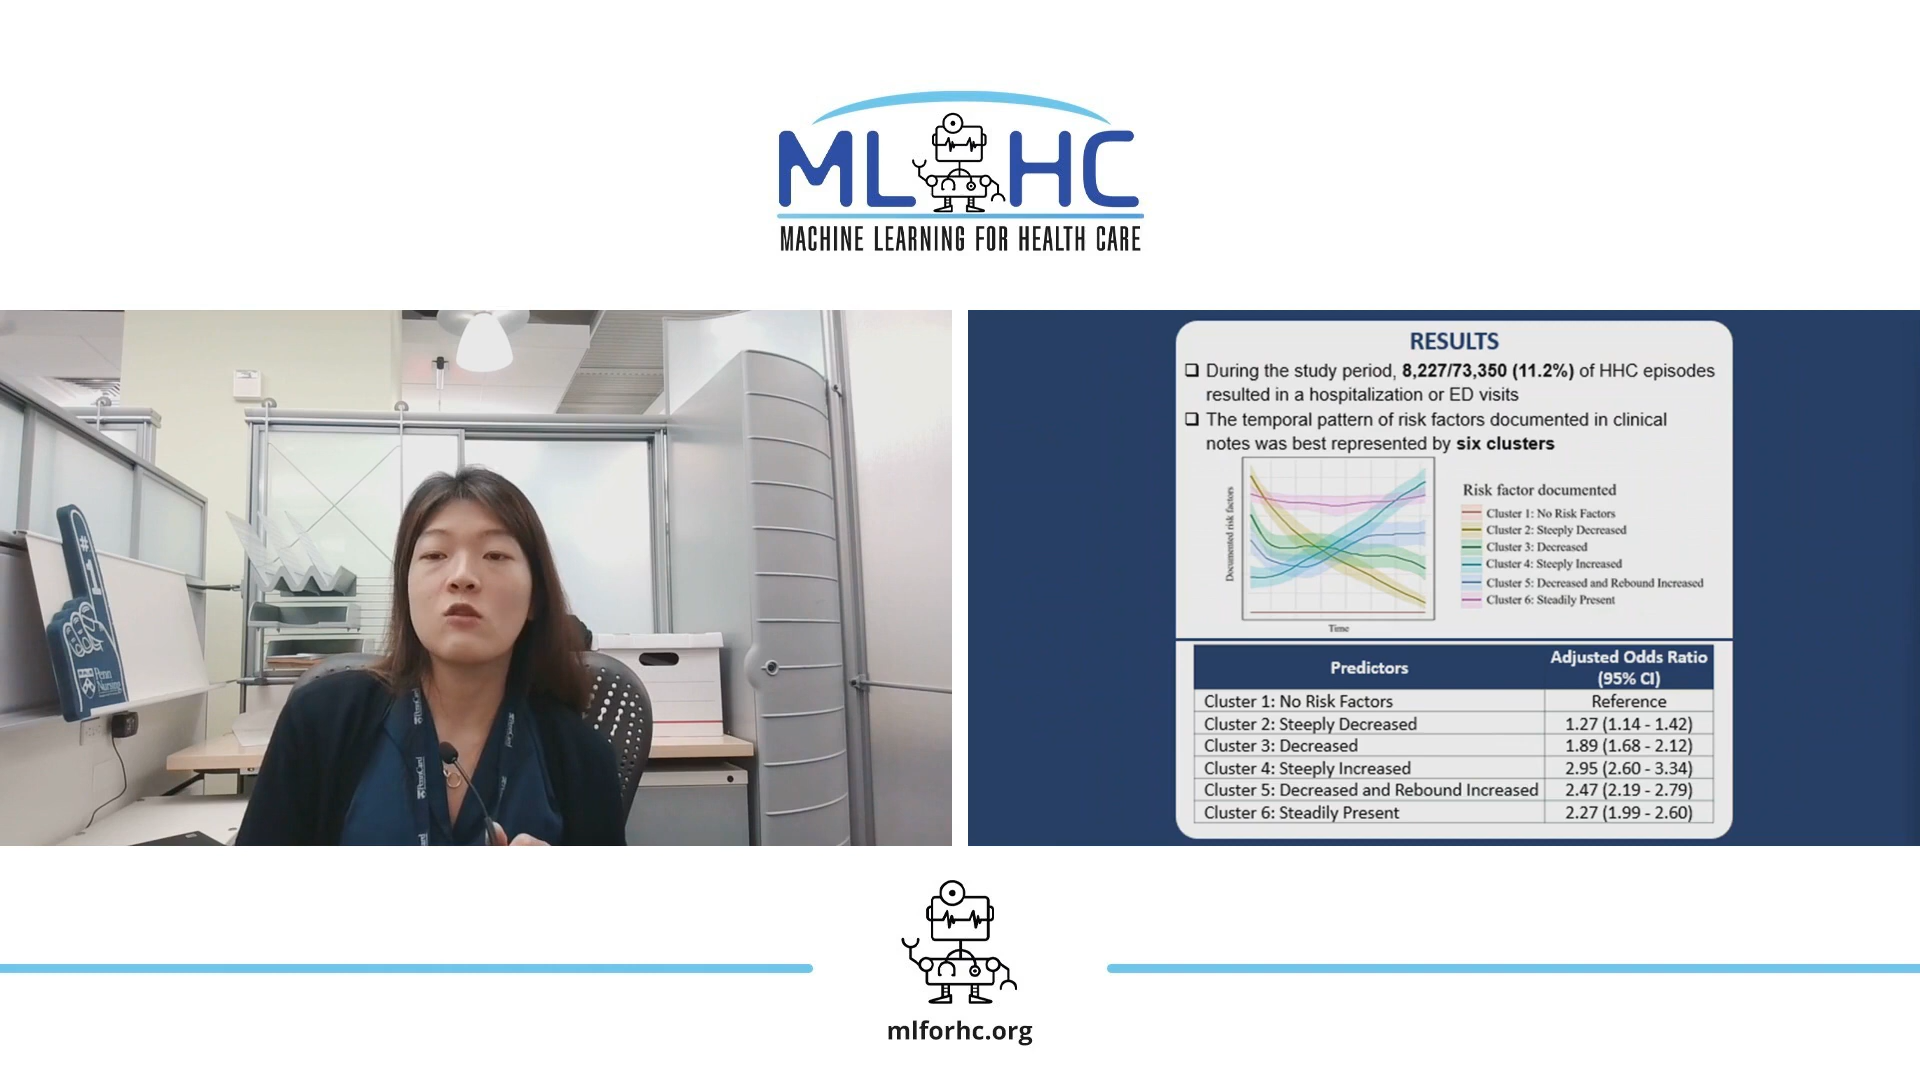 ML HC
MACHINE LEARNING FOR HEALTH CARE
#1
Penn
Nursing
RESULTS
❑ During the study period, 8,227/73,350 (11.2%) of HHC episodes
resulted in a hospitalization or ED visits
❑ The temporal pattern of risk factors documented in clinical
notes was best represented by six clusters
Documented risk factors
Time
Risk factor documented
Cluster 1: No Risk Factors
Cluster 2: Steeply Decreased
Cluster 3: Decreased
Cluster 4: Steeply Increased
Cluster 5: Decreased and Rebound Increased
Cluster 6: Steadily Present
Predictors Adjusted Odds Ratio
(95% CI)
Cluster 1: No Risk Factors Reference
Cluster 2: Steeply Decreased 1.27 (1.14 - 1.42)
Cluster 3: Decreased 1.89 (1.68 - 2.12)
Cluster 4: Steeply Increased 2.95 (2.60 - 3.34)
Cluster 5: Decreased and Rebound Increased 2.47 (2.19 - 2.79)
Cluster 6: Steadily Present 2.27 (1.99 - 2.60)
mlforhc.org